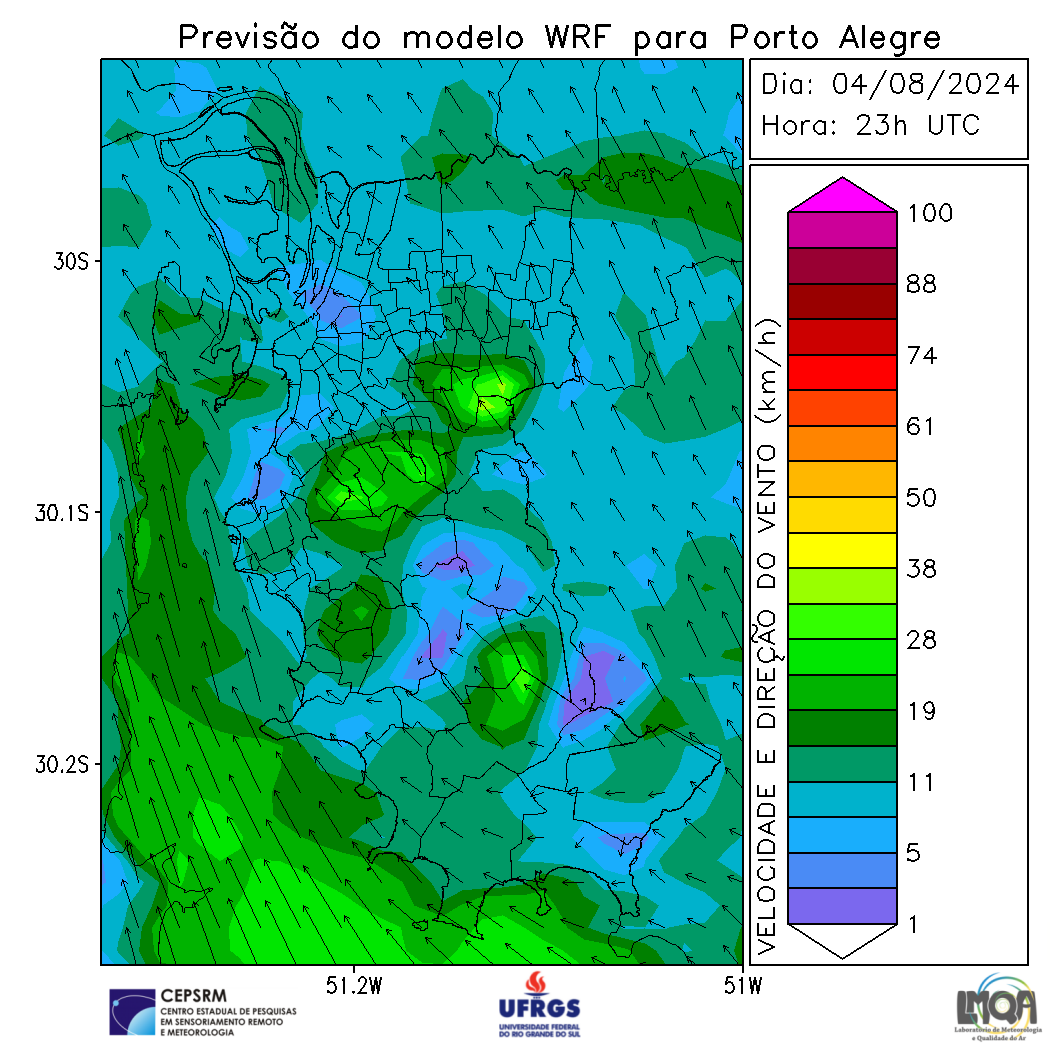 Previsão do modelo WRF para Porto Alegre
Dia: 04/08/2024
Hora: 23h UTC
30S
30.1S
30.2S
51.2W
51W
VELOCIDADE E DIREÇÃO DO VENTO (km/h)
100
88
74
61
50
38
28
19
11
5
1
CEPSRM
CENTRO ESTADUAL DE PESQUISAS
EM SENSORIAMENTO REMOTO
E METEOROLOGIA
UFRGS
UNIVERSIDADE FEDERAL
DO RIO GRANDE DO SUL
LMQA
Laboratório de Meteorologia
e Qualidade do Ar